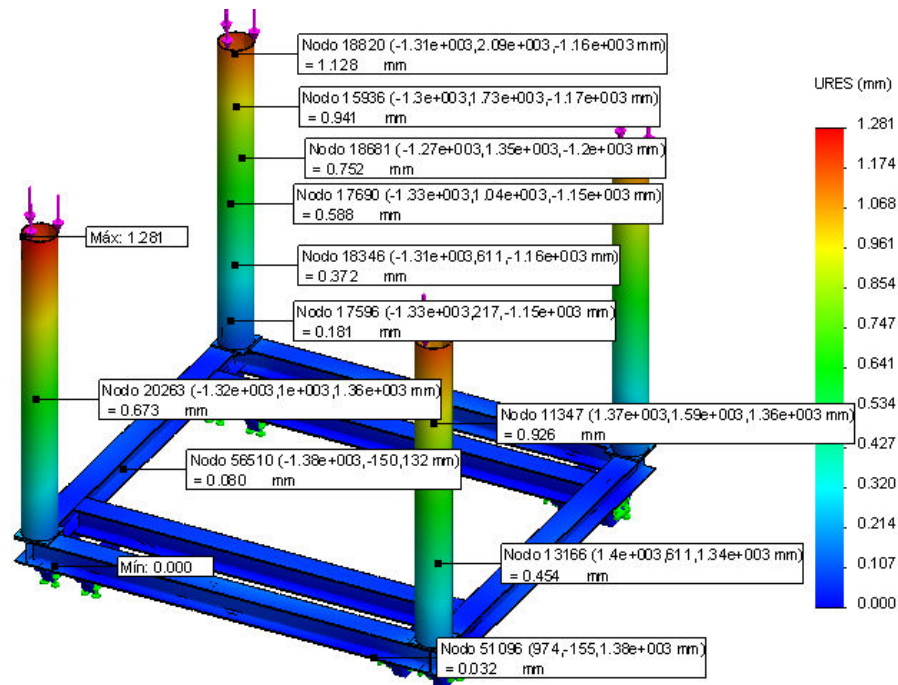 Nodo 18820 (-1.31e+003,2.09e+003,-1.16e+003 mm)
= 1.128 mm
Nodo 15936 (-1.3e+003,1.73e+003,-1.17e+003 mm)
= 0.941 mm
Nodo 18681 (-1.27e+003,1.35e+003,-1.2e+003 mm)
= 0.752 mm
Nodo 17690 (-1.33e+003,1.04e+003,-1.15e+003 mm)
= 0.588 mm
Máx: 1.281
Nodo 18346 (-1.31e+003,611,-1.16e+003 mm)
= 0.372 mm
Nodo 17596 (-1.33e+003,217,-1.15e+003 mm)
= 0.181 mm
Nodo 20263 (-1.32e+003,1e+003,1.36e+003 mm)
= 0.673 mm
Nodo 11347 (1.37e+003,1.59e+003,1.36e+003 mm)
= 0.926 mm
Nodo 56510 (-1.38e+003,-150,132 mm)
= 0.080 mm
Mín: 0.000
Nodo 13166 (1.4e+003,611,1.34e+003 mm)
= 0.454 mm
Nodo 51096 (974,-155,1.38e+003 mm)
= 0.032 mm
URES (mm)
1.281
1.174
1.068
0.961
0.854
0.747
0.641
0.534
0.427
0.320
0.214
0.107
0.000